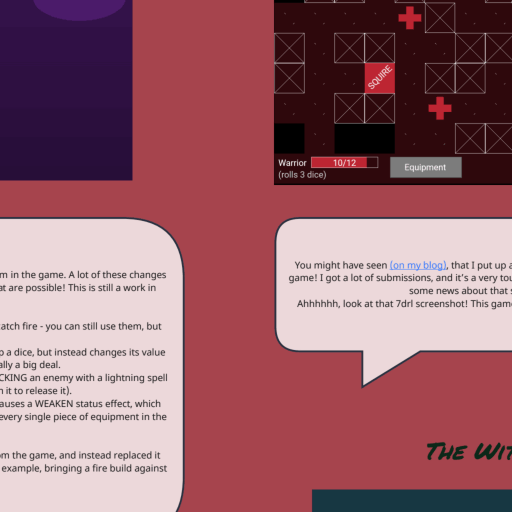 SQUIRE
Warrior 10/12
(rolls 3 dice)
Equipment
m in the game. A lot of these changes
at are possible! This is still a work in
atch fire - you can still use them, but
a dice, but instead changes its value
ally a big deal.
CKING an enemy with a lightning spell
it to release it).
auses a WEAKEN status effect, which
every single piece of equipment in the
om the game, and instead replaced it
example, bringing a fire build against
You might have seen (on my blog), that I put up a
game! I got a lot of submissions, and it's a very tou
some news about that s
Ahhhhhh, look at that 7drl screenshot! This gam
THE WIT